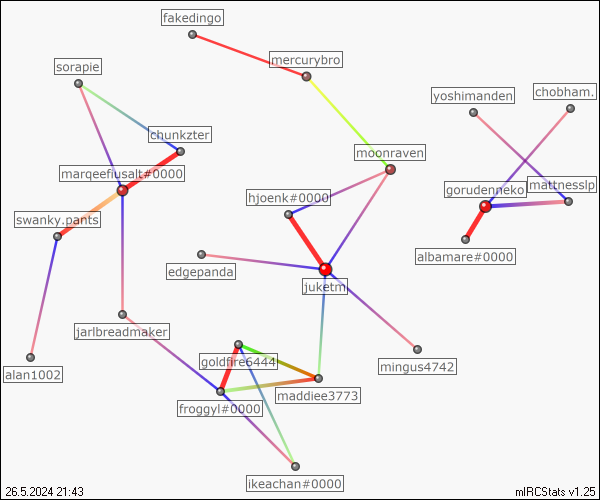 fakedingo
mercurybro
sorapie
yoshimanden
chobham.
chunkzter
moonraven
marqeefiusalt#0000
hjoenk#0000
gorudenneko
mattnesslp
swanky.pants
albamare#0000
edgepanda
juketm
jarlbreadmaker
goldfire6444
alan1002
mingus4742
maddiee3773
froggyl#0000
ikeachan#0000
26.5.2024 21:43
mIRCStats v1.25